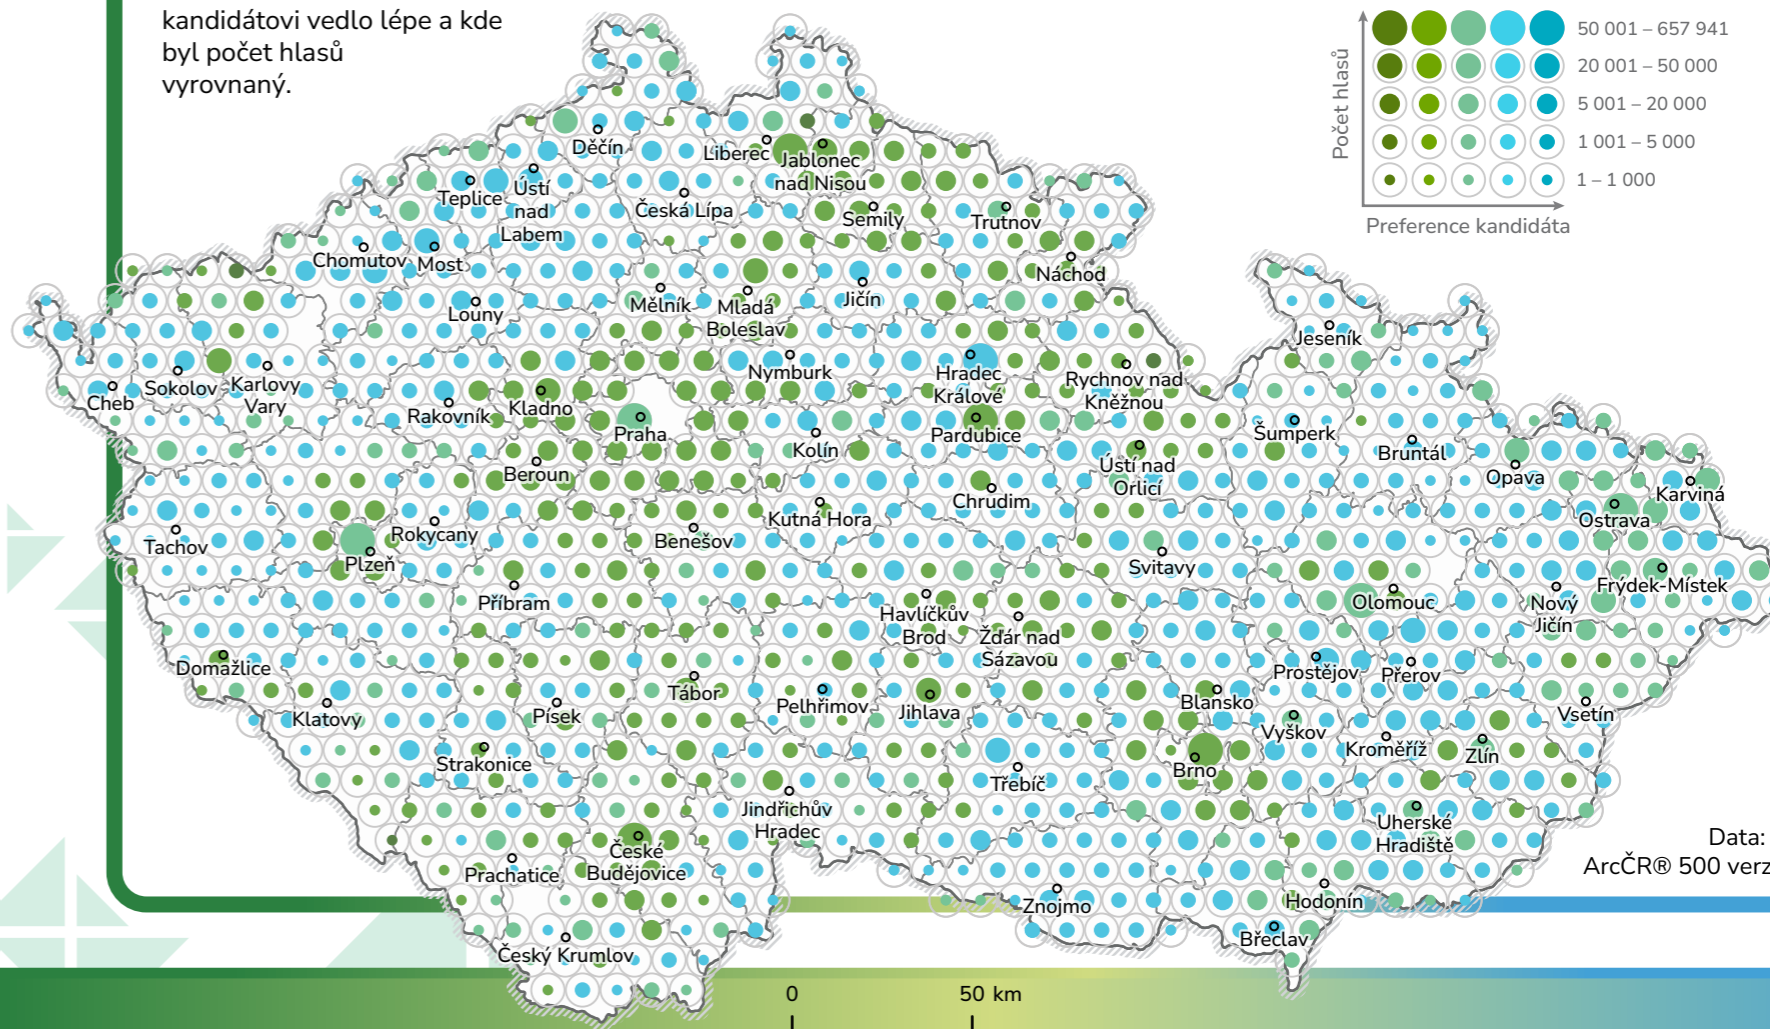 kandidátovi vedlo lépe a kde
byl počet hlasů
vyrovnaný.
Počet hlasů
50 001 – 657 941
20 001 – 50 000
5 001 – 20 000
1 001 – 5 000
1 – 1 000
Preference kandidáta
Děčín
Liberec
Jablonec
nad Nisou
Teplice
Ústí
nad
Labem
Česká Lípa
Semily
Trutnov
Chomutov
Most
Náchod
Louny
Mělník
Mladá
Boleslav
Jičín
Jeseník
Cheb
Sokolov
Karlovy
Vary
Rakovník
Kladno
Praha
Nymburk
Hradec
Králové
Rychnov nad
Kněžnou
Kolín
Pardubice
Šumperk
Bruntál
Beroun
Ústí nad
Orlicí
Opava
Karviná
Chrudim
Kutná Hora
Ostrava
Tachov
Rokycany
Benešov
Plzeň
Svitavy
Příbram
Frýdek-Místek
Olomouc
Nový
Jičín
Havlíčkův
Brod
Žďár nad
Sázavou
Domažlice
Prostějov
Přerov
Tábor
Pelhřimov
Jihlava
Blansko
Klatovy
Písek
Vsetín
Vyškov
Kroměříž
Zlín
Strakonice
Třebíč
Brno
Jindřichův
Hradec
Uherské
Hradiště
České
Budějovice
Prachatice
Data:
ArcČR® 500 verz
Znojmo
Hodonín
Břeclav
Český Krumlov
0
50 km